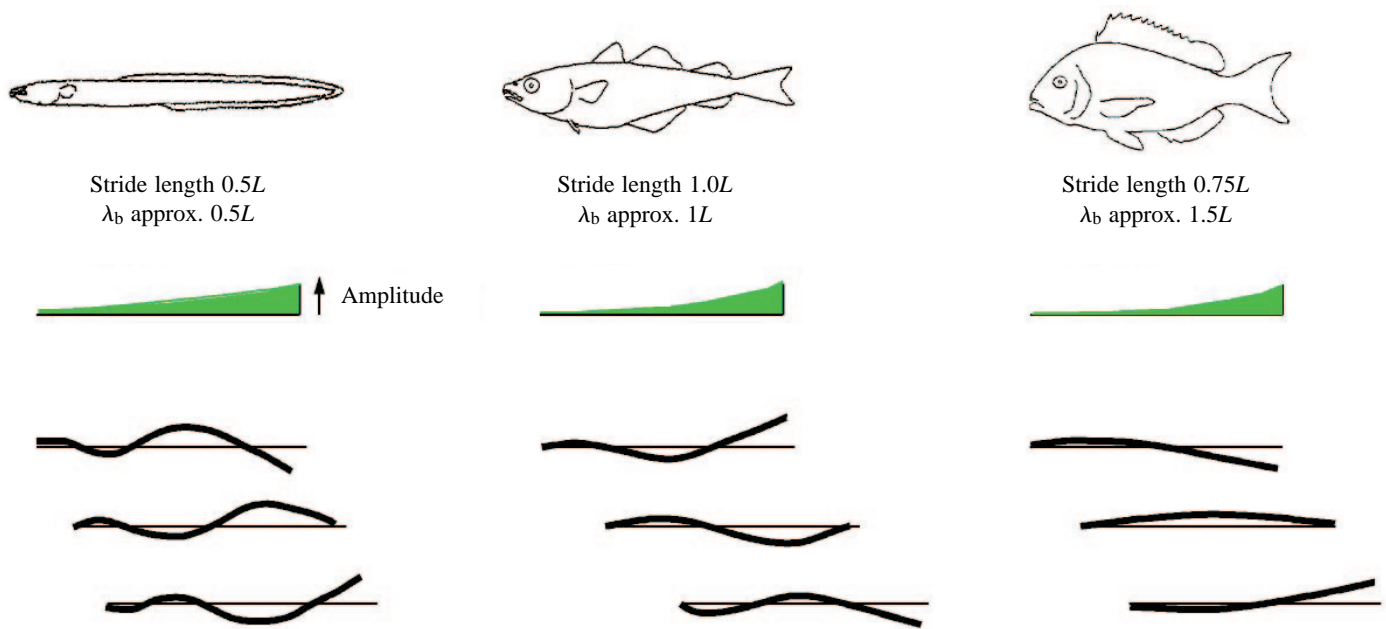 Stride length 0.5L
λb approx. 0.5L
Stride length 1.0L
λb approx. 1L
Stride length 0.75L
λb approx. 1.5L
Amplitude